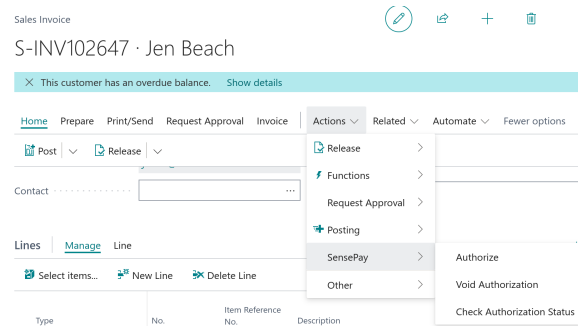 Sales Invoice
S-INV102647 · Jen Beach
This customer has an overdue balance. Show details
Home Prepare Print/Send Request Approval Invoice Actions Related Automate Fewer options
Post Release
Release
Functions
Contact
Request Approval
Posting
Lines Manage Line
SensePay Authorize
Select items... New Line Delete Line
Other Void Authorization
Check Authorization Status
Type No. Item Reference No. Description